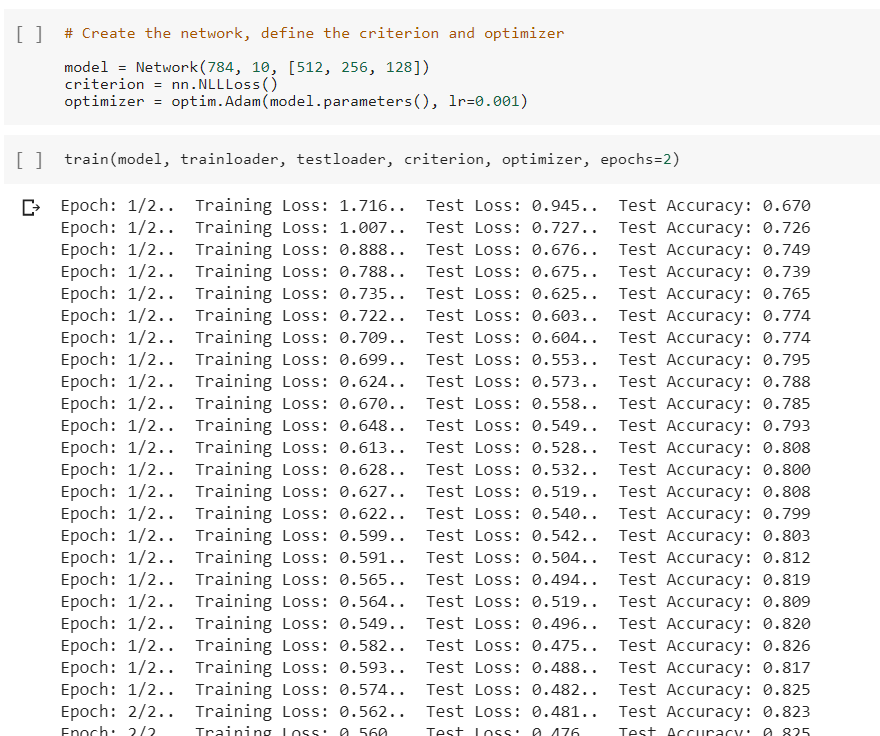 [ ] # Create the network, define the criterion and optimizer
model = Network(784, 10, [512, 256, 128])
criterion = nn.NLLLoss()
optimizer = optim.Adam(model.parameters(), lr=0.001)
[ ] train(model, trainloader, testloader, criterion, optimizer, epochs=2)
Epoch: 1/2.. Training Loss: 1.716.. Test Loss: 0.945.. Test Accuracy: 0.670
Epoch: 1/2.. Training Loss: 1.007.. Test Loss: 0.727.. Test Accuracy: 0.726
Epoch: 1/2.. Training Loss: 0.888.. Test Loss: 0.676.. Test Accuracy: 0.749
Epoch: 1/2.. Training Loss: 0.788.. Test Loss: 0.675.. Test Accuracy: 0.739
Epoch: 1/2.. Training Loss: 0.735.. Test Loss: 0.625.. Test Accuracy: 0.765
Epoch: 1/2.. Training Loss: 0.722.. Test Loss: 0.603.. Test Accuracy: 0.774
Epoch: 1/2.. Training Loss: 0.709.. Test Loss: 0.604.. Test Accuracy: 0.774
Epoch: 1/2.. Training Loss: 0.699.. Test Loss: 0.553.. Test Accuracy: 0.795
Epoch: 1/2.. Training Loss: 0.624.. Test Loss: 0.573.. Test Accuracy: 0.788
Epoch: 1/2.. Training Loss: 0.670.. Test Loss: 0.558.. Test Accuracy: 0.785
Epoch: 1/2.. Training Loss: 0.648.. Test Loss: 0.549.. Test Accuracy: 0.793
Epoch: 1/2.. Training Loss: 0.613.. Test Loss: 0.528.. Test Accuracy: 0.808
Epoch: 1/2.. Training Loss: 0.628.. Test Loss: 0.532.. Test Accuracy: 0.800
Epoch: 1/2.. Training Loss: 0.627.. Test Loss: 0.519.. Test Accuracy: 0.808
Epoch: 1/2.. Training Loss: 0.622.. Test Loss: 0.540.. Test Accuracy: 0.799
Epoch: 1/2.. Training Loss: 0.599.. Test Loss: 0.542.. Test Accuracy: 0.803
Epoch: 1/2.. Training Loss: 0.591.. Test Loss: 0.504.. Test Accuracy: 0.812
Epoch: 1/2.. Training Loss: 0.565.. Test Loss: 0.494.. Test Accuracy: 0.819
Epoch: 1/2.. Training Loss: 0.564.. Test Loss: 0.519.. Test Accuracy: 0.809
Epoch: 1/2.. Training Loss: 0.549.. Test Loss: 0.496.. Test Accuracy: 0.820
Epoch: 1/2.. Training Loss: 0.582.. Test Loss: 0.475.. Test Accuracy: 0.826
Epoch: 1/2.. Training Loss: 0.593.. Test Loss: 0.488.. Test Accuracy: 0.817
Epoch: 1/2.. Training Loss: 0.574.. Test Loss: 0.482.. Test Accuracy: 0.825
Epoch: 2/2.. Training Loss: 0.562.. Test Loss: 0.481.. Test Accuracy: 0.823
Epoch: 2/2 Training Loss: 0.560 Test Loss: 0.476 Test Accuracy: 0.825